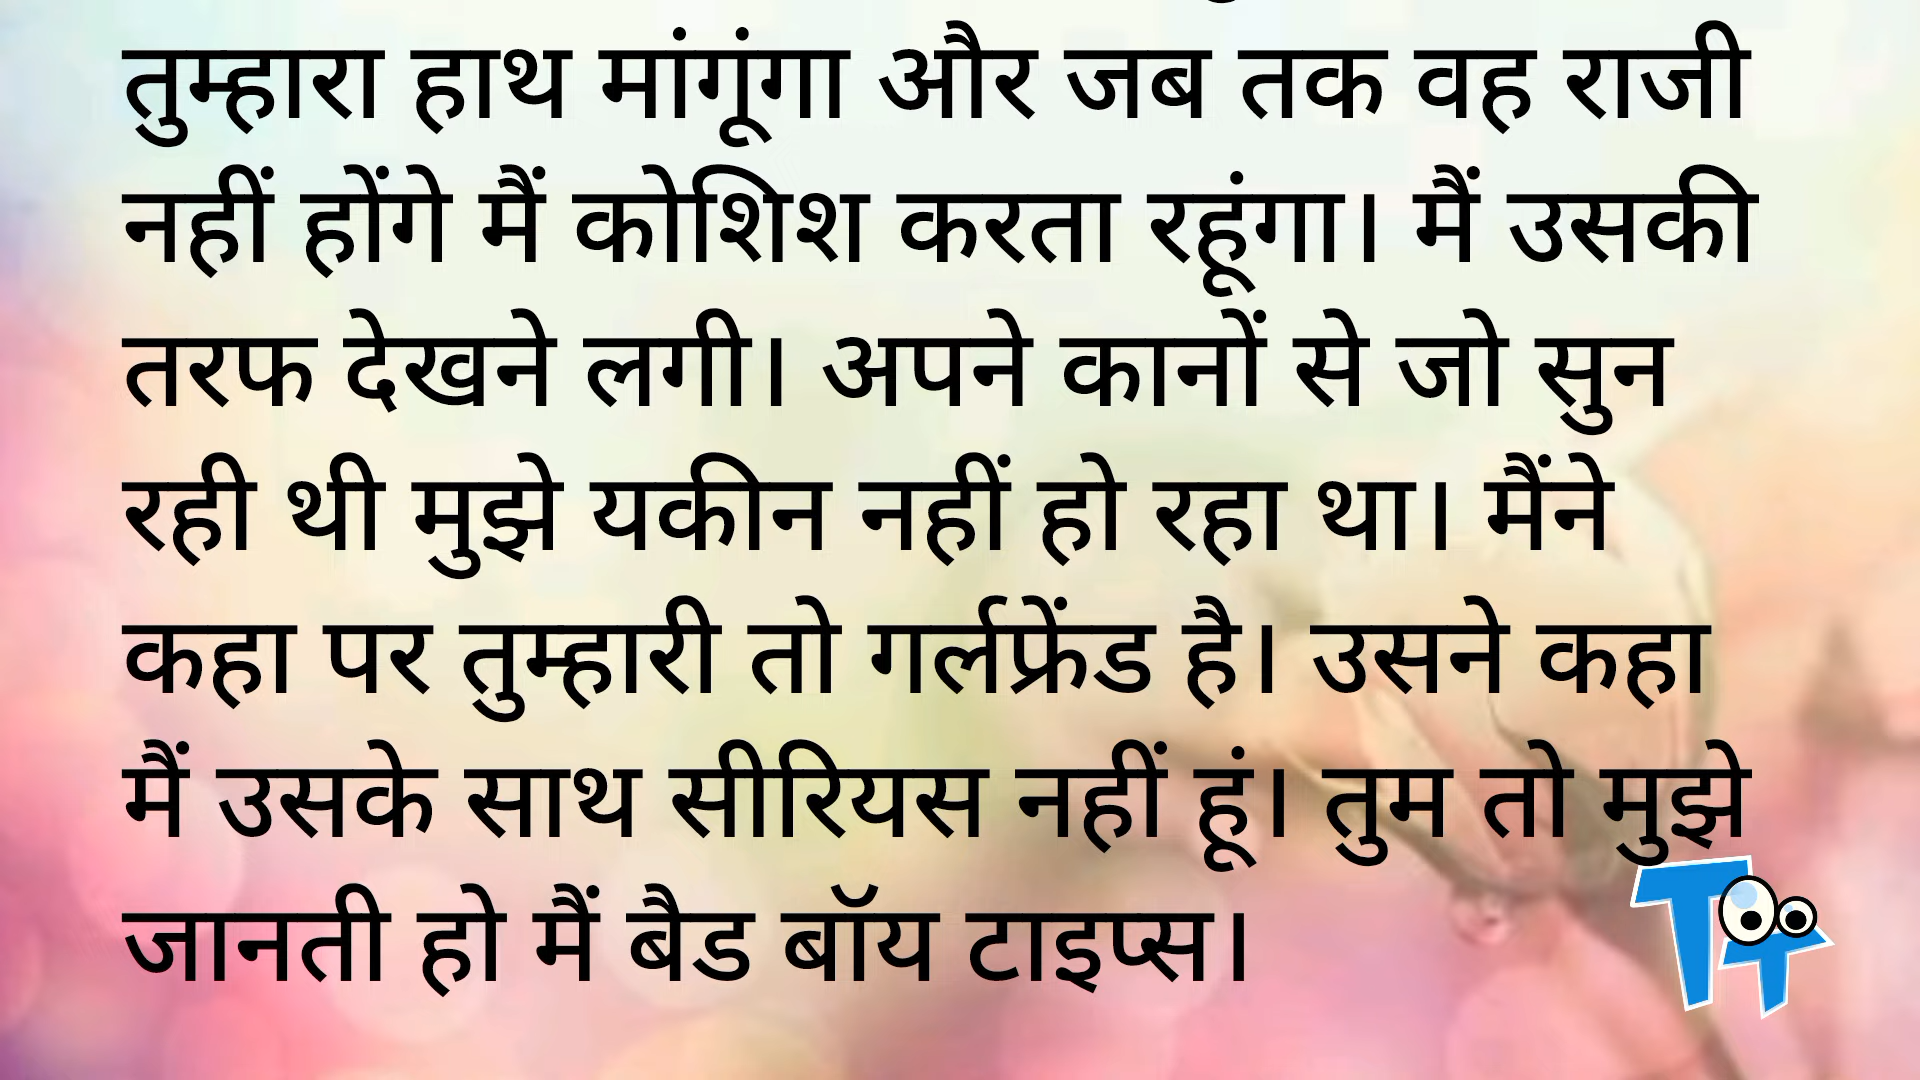 तुम्हारा हाथ मांगूंगा और जब तक वह राजी
नहीं होंगे मैं कोशिश करता रहूंगा। मैं उसकी
तरफ देखने लगी। अपने कानों से जो सुन
रही थी मुझे यकीन नहीं हो रहा था। मैंने
कहा पर तुम्हारी तो गर्लफ्रेंड है। उसने कहा
मैं उसके साथ सीरियस नहीं हूं। तुम तो मुझे
जानती हो मैं बैड बॉय टाइप्स।
TT